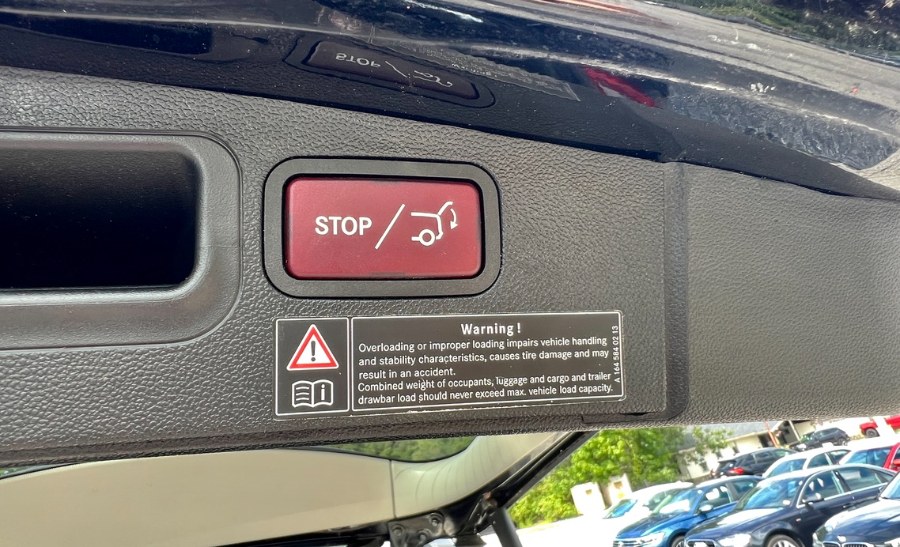 STOP
STOP /
Warning!
Overloading or improper loading impairs vehicle handling
and stability characteristics, causes tire damage and may
result in an accident.
Combined weight of occupants, luggage and cargo and trailer
drawbar load should never exceed max. vehicle load capacity.
A 164 584 02 13